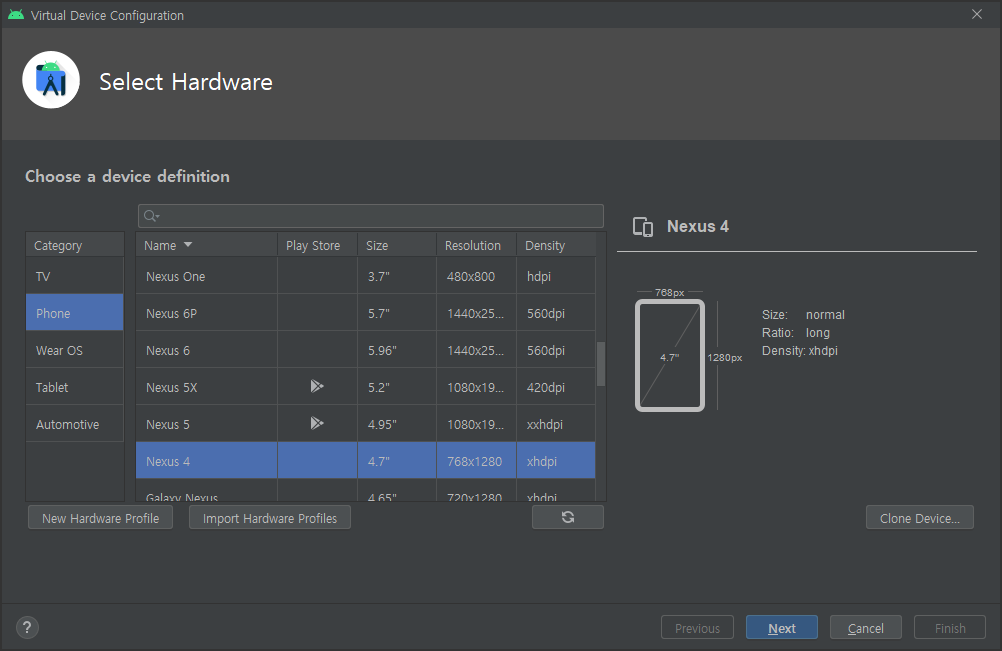 Virtual Device Configuration
Select Hardware
Choose a device definition
Category
TV
Phone
Wear OS
Tablet
Automotive
Name Play Store Size Resolution Density
Nexus One 3.7" 480x800 hdpi
Nexus 6P 5.7" 1440x25... 560dpi
Nexus 6 5.96" 1440x25... 560dpi
Nexus 5X 5.2" 1080x19... 420dpi
Nexus 5 4.95" 1080x19... xxhdpi
Nexus 4 4.7" 768x1280 xhdpi
Galaxy Nexus 4.65" 720x1280 xhdpi
New Hardware Profile
Import Hardware Profiles
Nexus 4
768px
4.7"
1280px
Size: normal
Ratio: long
Density: xhdpi
Clone Device...
?
Previous
Next
Cancel
Finish